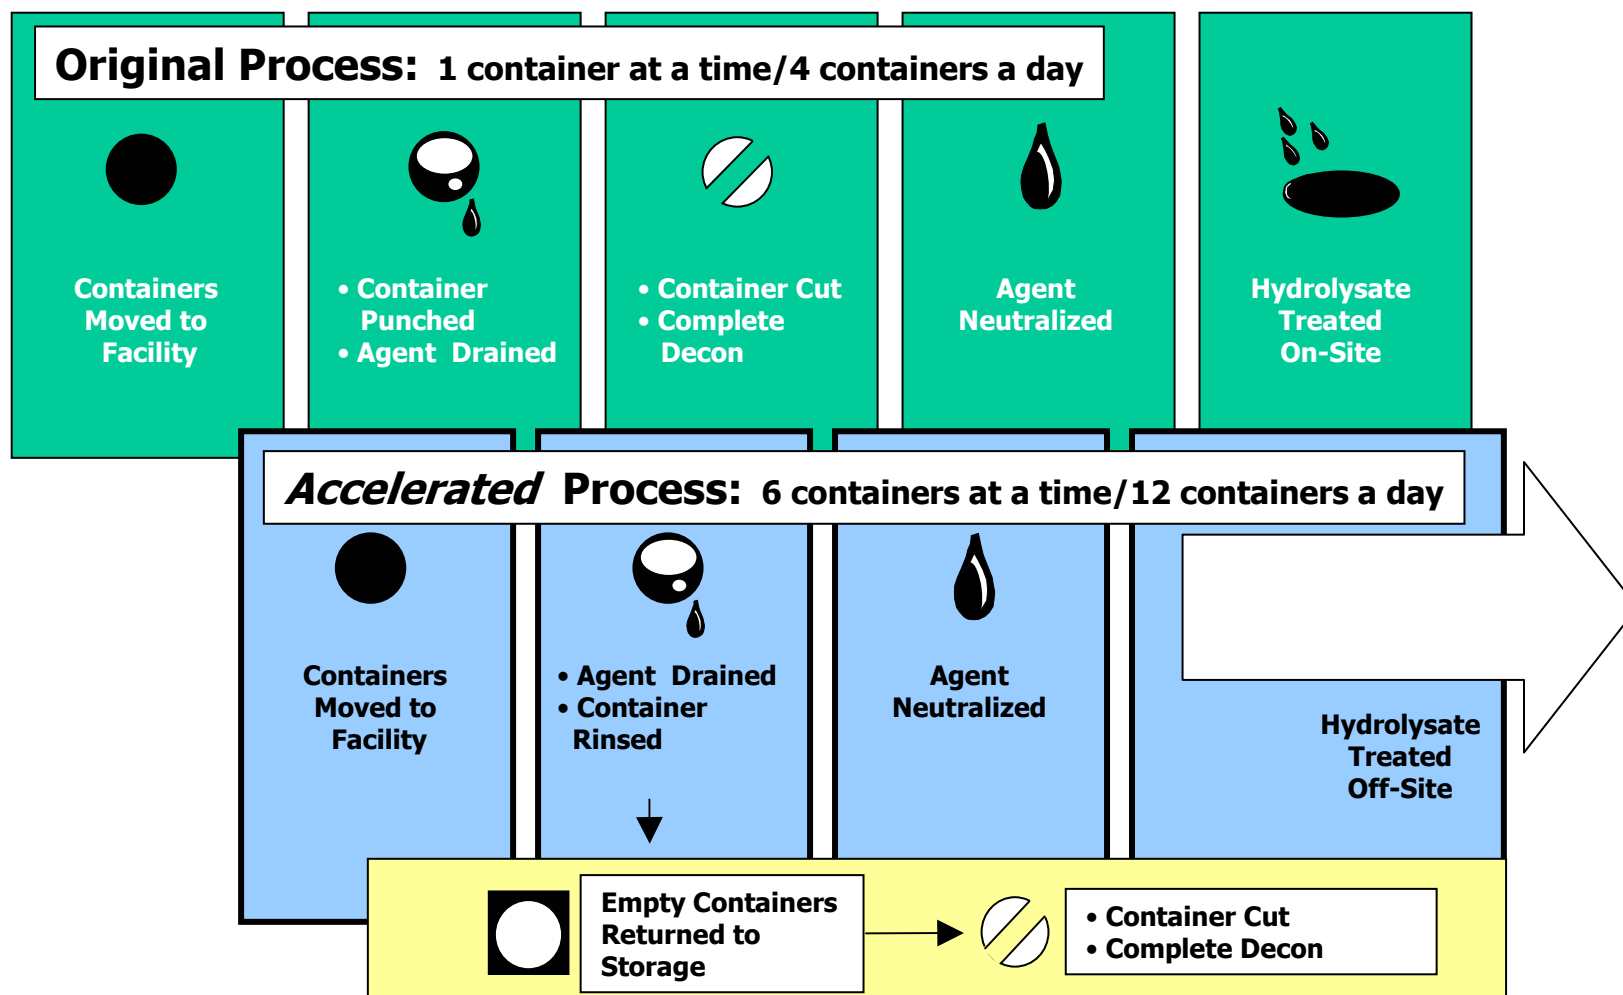 Original Process: 1 container at a time/4 containers a day
Containers
Moved to
Facility
• Container
Punched
• Agent Drained
• Container Cut
• Complete
Decon
Agent
Neutralized
Hydrolysate
Treated
On-Site
Accelerated Process: 6 containers at a time/12 containers a day
Containers
Moved to
Facility
• Agent Drained
• Container
Rinsed
Agent
Neutralized
Hydrolysate
Treated
Off-Site
Empty Containers
Returned to
Storage
• Container Cut
• Complete Decon